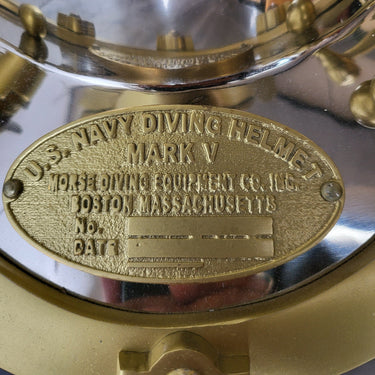 U.S. NAVY DIVING HELMET
MARK V
MORSE DIVING EQUIPMENT CO. INC.
BOSTON MASSACHUSETTS
No.
DATE